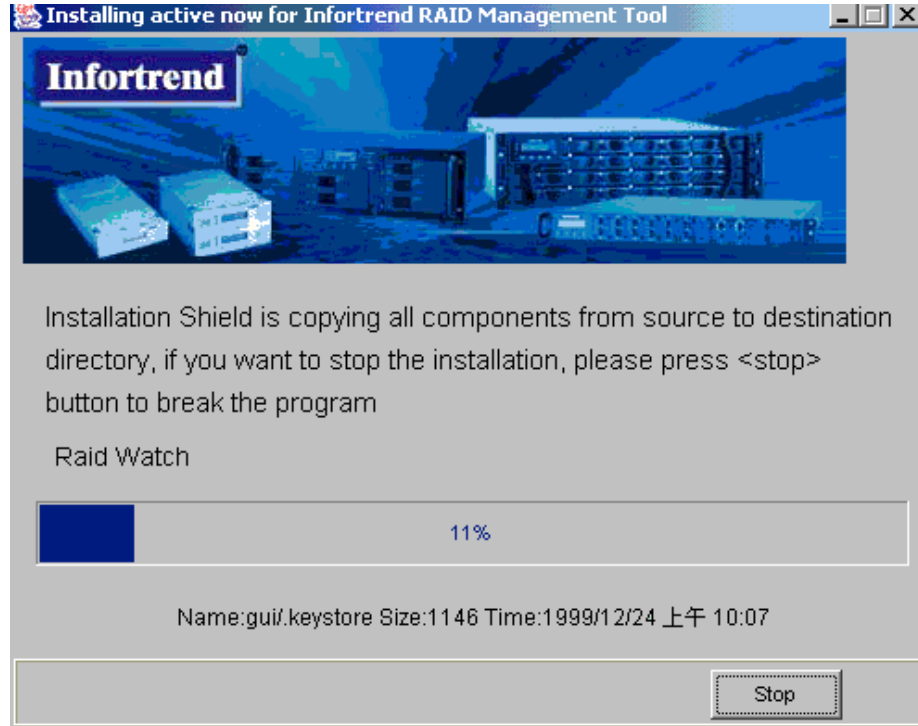 Installing active now for Infortrend RAID Management Tool
Infortrend
Installation Shield is copying all components from source to destination
directory, if you want to stop the installation, please press <stop>
button to break the program
Raid Watch
11%
Name:gui/.keystore Size:1146 Time:1999/12/24 上午 10:07
Stop